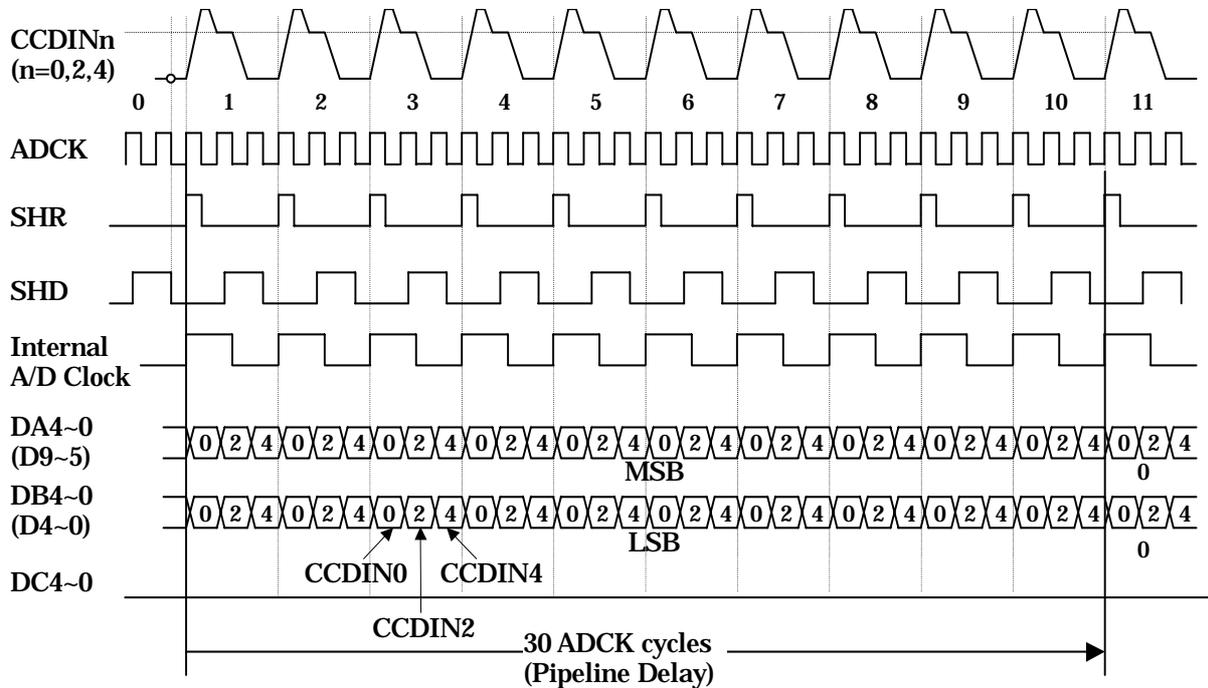 CCDINn
(n=0,2,4)
0 1 2 3 4 5 6 7 8 9 10 11
ADCK
SHR
SHD
Internal
A/D Clock
DA4~0
(D9~5)
0 2 4 0 2 4 0 2 4 0 2 4 0 2 4 0 2 4 0 2 4 0 2 4 0 2 4 0 2 4 0 2 4
MSB
0
DB4~0
(D4~0)
0 2 4 0 2 4 0 2 4 0 2 4 0 2 4 0 2 4 0 2 4 0 2 4 0 2 4 0 2 4 0 2 4
LSB
0
CCDIN0 CCDIN4
DC4~0
CCDIN2
30 ADCK cycles
(Pipeline Delay)